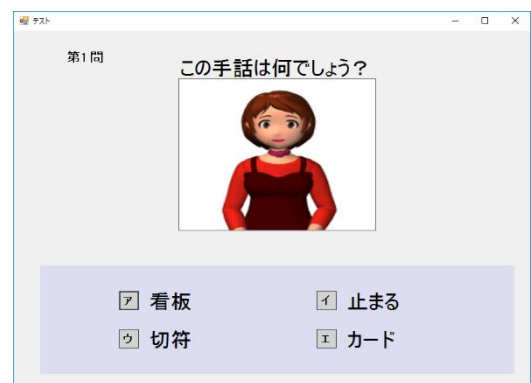 テスト
第1問
この手話は何でしょう？
ア 看板
イ 止まる
ウ 切符
エ カード